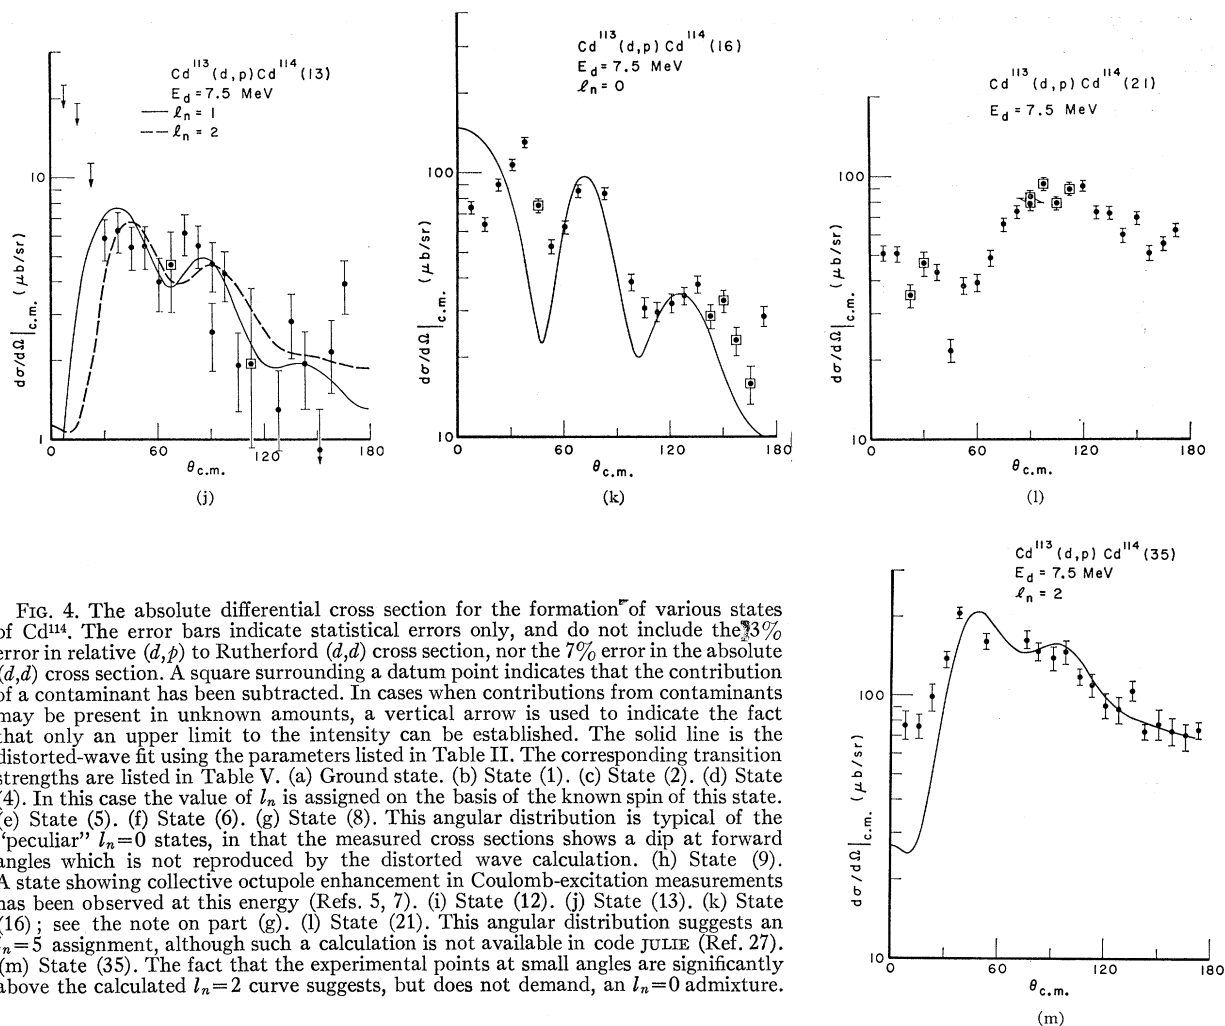 Cd¹¹³(d,p)Cd¹¹⁴(13)
E_d=7.5 MeV
ℓ_n = 1
ℓ_n = 2
10
1
dσ/dΩ|c.m. (μb/sr)
60
120
180
θc.m.
(j)
Cd¹¹³(d,p)Cd¹¹⁴(16)
E_d=7.5 MeV
ℓ_n=0
100
10
dσ/dΩ|c.m. (μb/sr)
0
60
120
180
θc.m.
(k)
Cd¹¹³(d,p)Cd¹¹⁴(21)
E_d=7.5 MeV
100
10
dσ/dΩ|c.m. (μb/sr)
0
60
120
180
θc.m.
(l)
Cd¹¹³(d,p) Cd¹¹⁴(35)
E_d = 7.5 MeV
ℓ_n = 2
100
10
dσ/dΩ|c.m. (μb/sr)
0
60
120
180
θc.m.
(m)
FIG. 4. The absolute differential cross section for the formation of various states
of Cd¹¹⁴. The error bars indicate statistical errors only, and do not include the 3%
error in relative (d,p) to Rutherford (d,d) cross section, nor the 7% error in the absolute
(d,d) cross section. A square surrounding a datum point indicates that the contribution
of a contaminant has been subtracted. In cases when contributions from contaminants
may be present in unknown amounts, a vertical arrow is used to indicate the fact
that only an upper limit to the intensity can be established. The solid line is the
distorted-wave fit using the parameters listed in Table II. The corresponding transition
strengths are listed in Table V. (a) Ground state. (b) State (1). (c) State (2). (d) State
(4). In this case the value of l_n is assigned on the basis of the known spin of this state.
(e) State (5). (f) State (6). (g) State (8). This angular distribution is typical of the
"peculiar" l_n=0 states, in that the measured cross sections shows a dip at forward
angles which is not reproduced by the distorted wave calculation. (h) State (9).
A state showing collective octupole enhancement in Coulomb-excitation measurements
has been observed at this energy (Refs. 5, 7). (i) State (12). (j) State (13). (k) State
(16); see the note on part (g). (l) State (21). This angular distribution suggests an
l_n=5 assignment, although such a calculation is not available in code JULIE (Ref. 27).
(m) State (35). The fact that the experimental points at small angles are significantly
above the calculated l_n=2 curve suggests, but does not demand, an l_n=0 admixture.